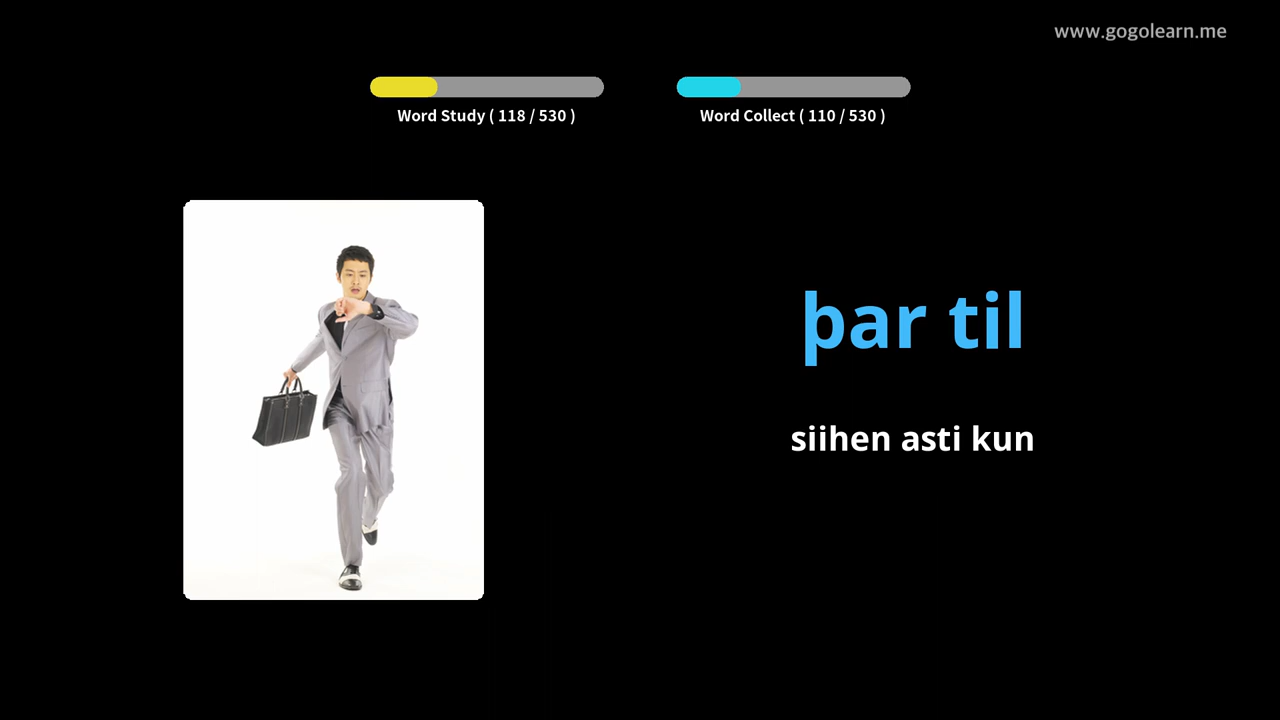 www.gogolearn.me
Word Study ( 118 / 530 )
Word Collect ( 110 / 530 )
þar til
siihen asti kun